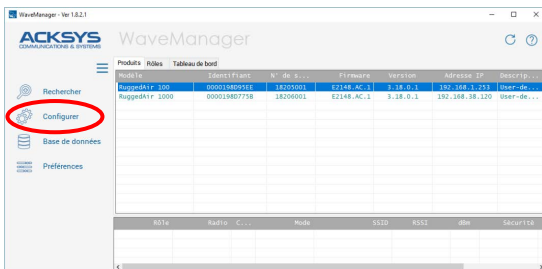 WaveManager - Ver 1.8.2.1
ACKSYS
COMMUNICATIONS & SYSTEMS
WaveManager
Produits Rôles Tableau de bord
Modèle Identifiant N° de s... Firmware Version Adresse IP Descrip...
RuggedAir 100 0000198D95EE 18205001 E2148.AC.1 3.18.0.1 192.168.1.253 User-de...
RuggedAir 1000 0000198D775B 18206001 E2148.AC.1 3.18.0.1 192.168.38.120 User-de...
Rechercher
Configurer
Base de données
Préférences
Rôle Radio C... Mode SSID RSSI dBm Sécurité